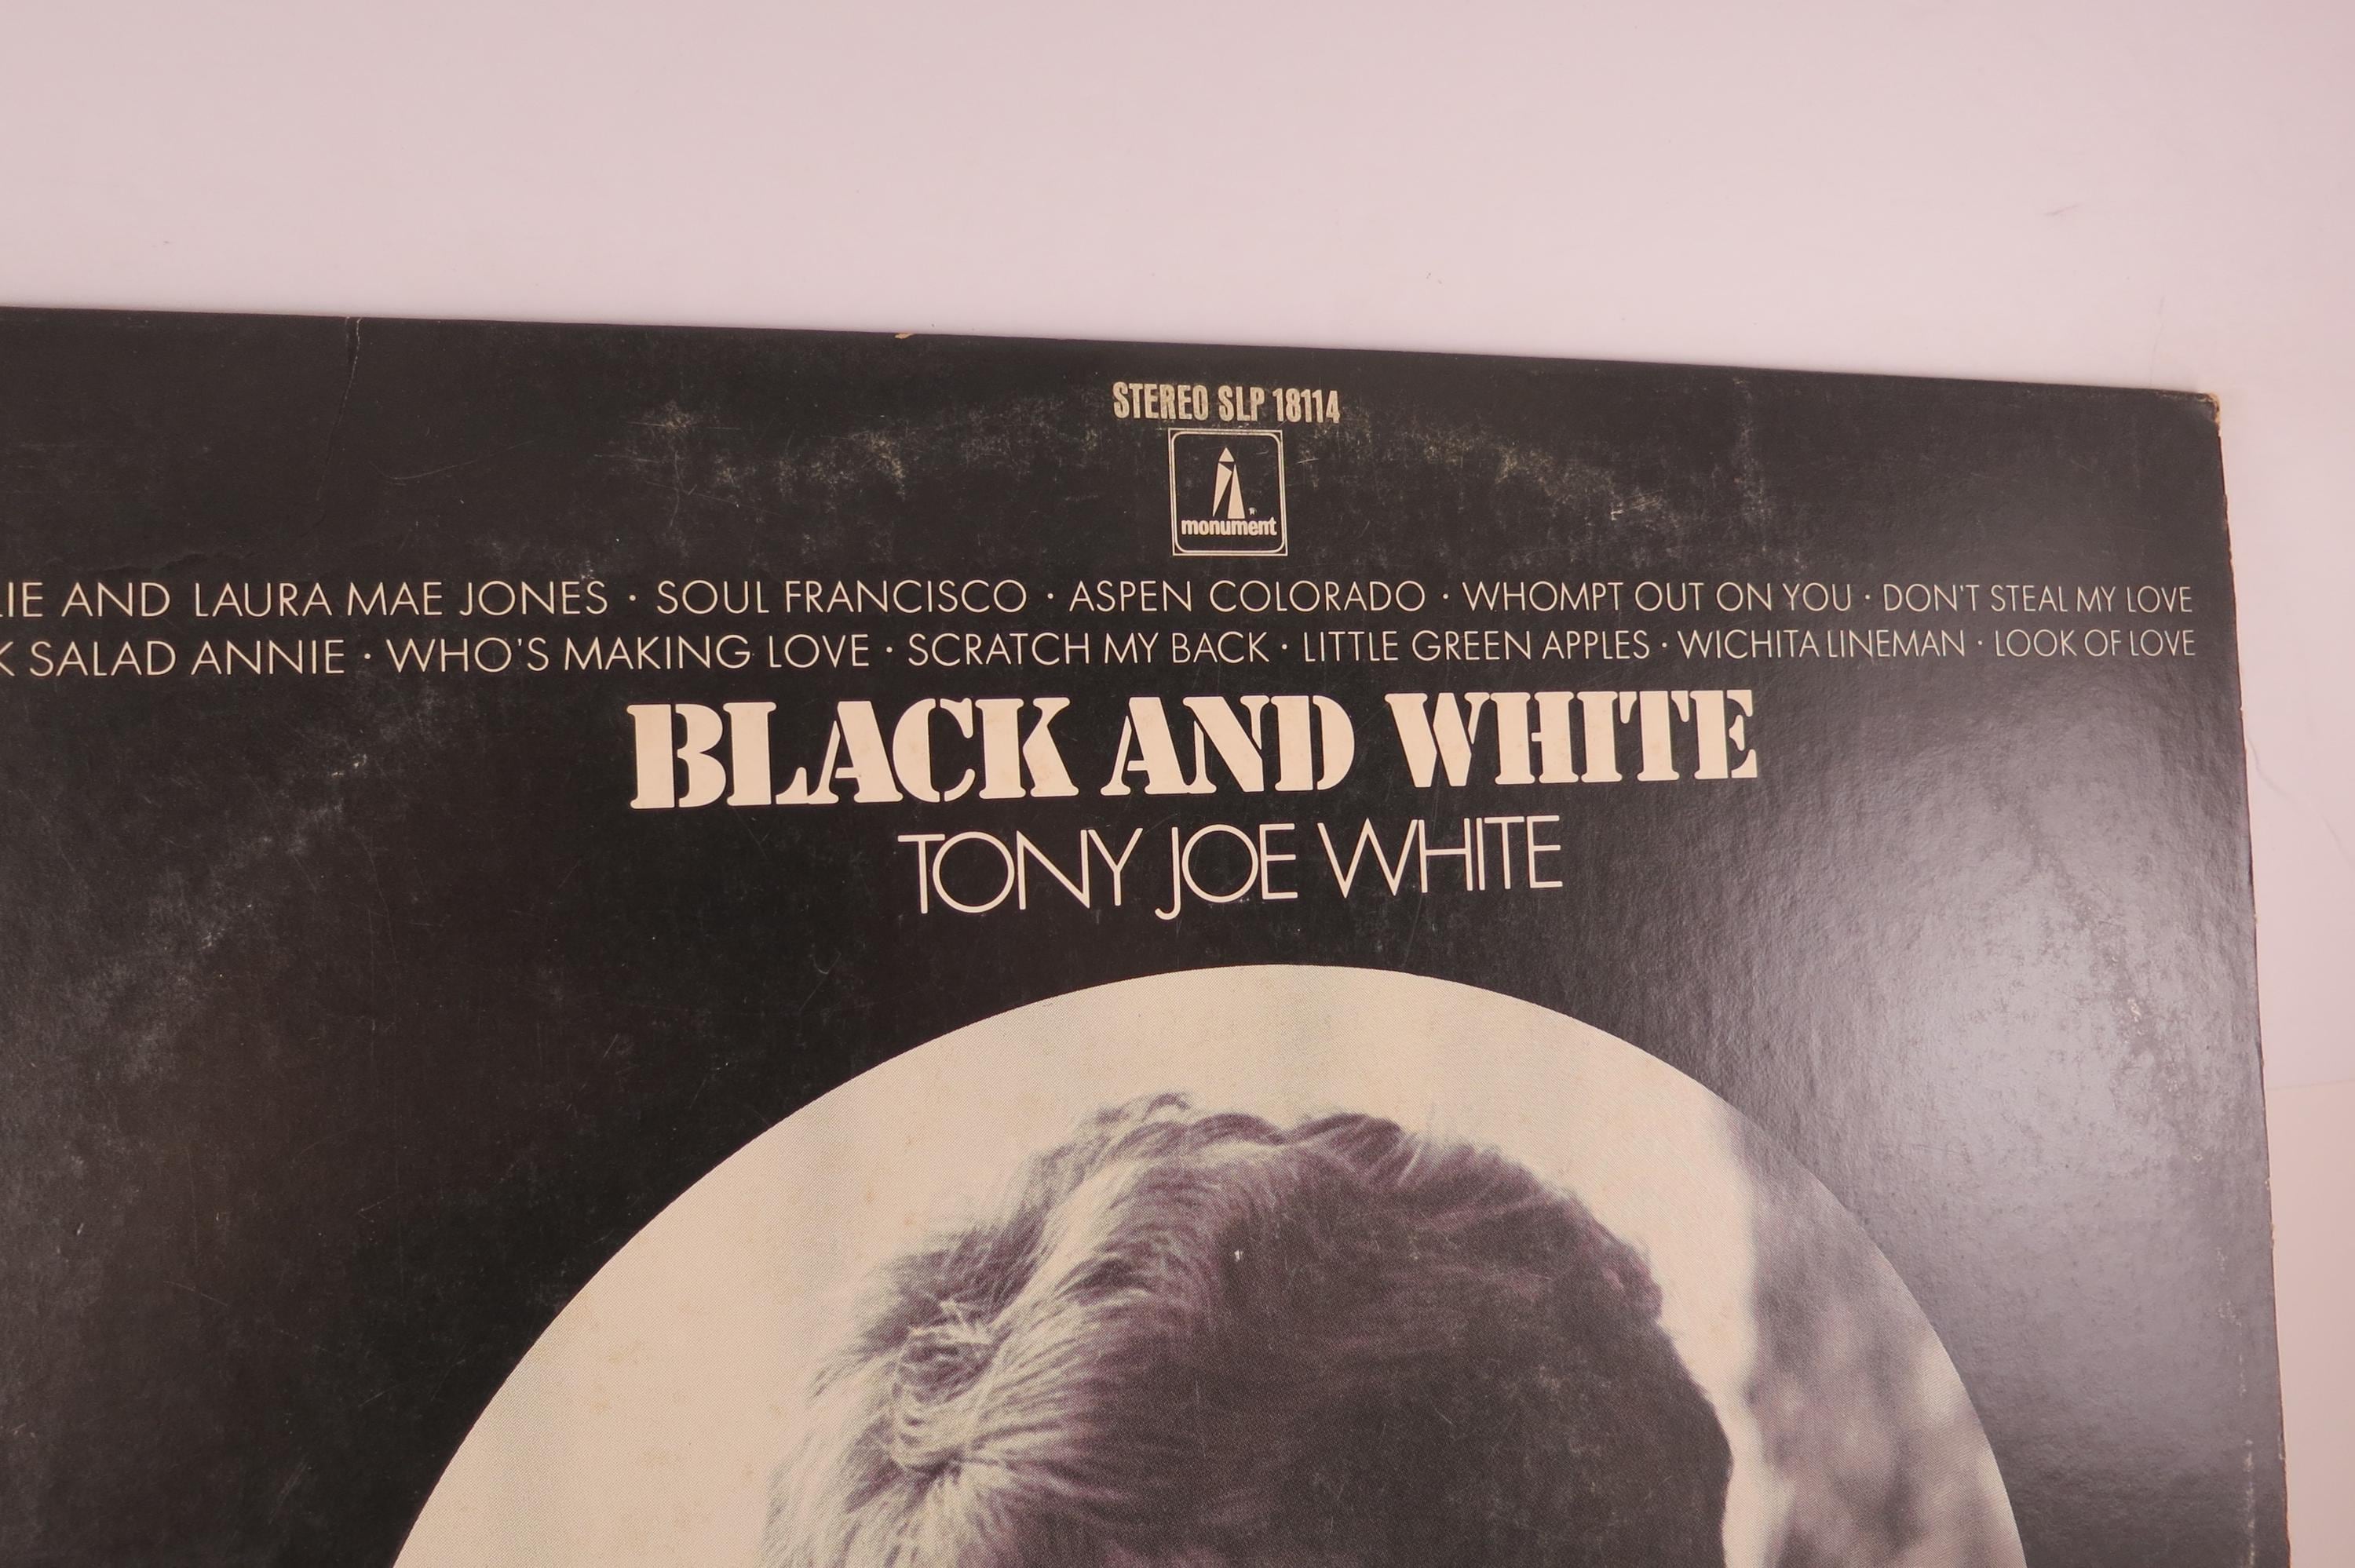 STEREO SLP 18114
monument
LIE AND LAURA MAE JONES · SOUL FRANCISCO · ASPEN COLORADO · WHOMPT OUT ON YOU · DON'T STEAL MY LOVE
K SALAD ANNIE · WHO'S MAKING LOVE · SCRATCH MY BACK · LITTLE GREEN APPLES · WICHITA LINEMAN · LOOK OF LOVE
BLACK AND WHITE
TONY JOE WHITE